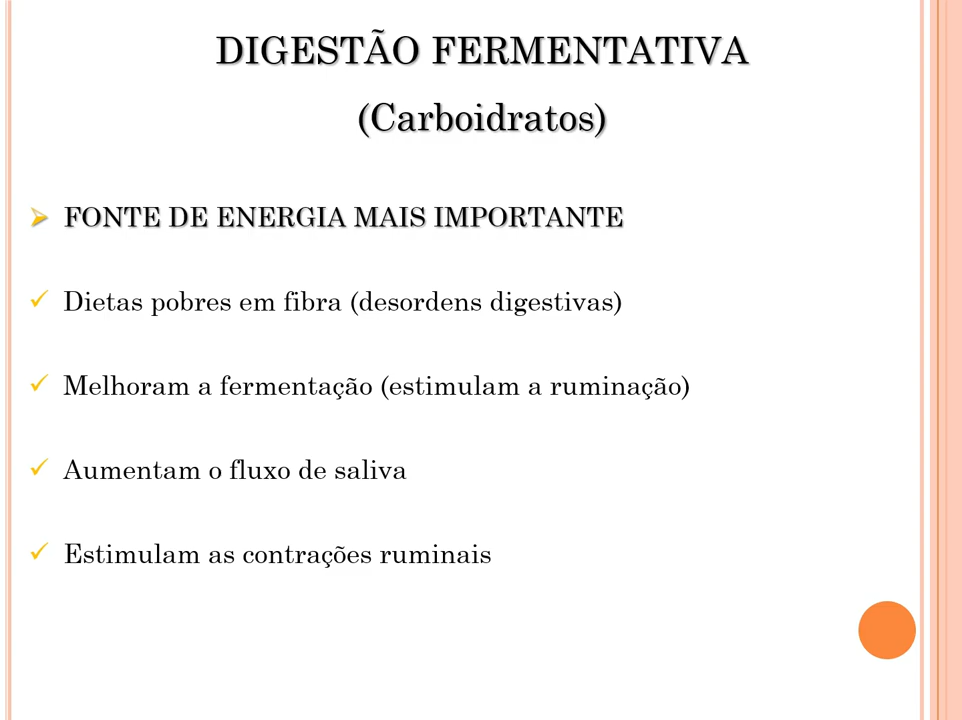 DIGESTÃO FERMENTATIVA
(Carboidratos)
FONTE DE ENERGIA MAIS IMPORTANTE
Dietas pobres em fibra (desordens digestivas)
Melhoram a fermentação (estimulam a ruminação)
Aumentam o fluxo de saliva
Estimulam as contrações ruminais